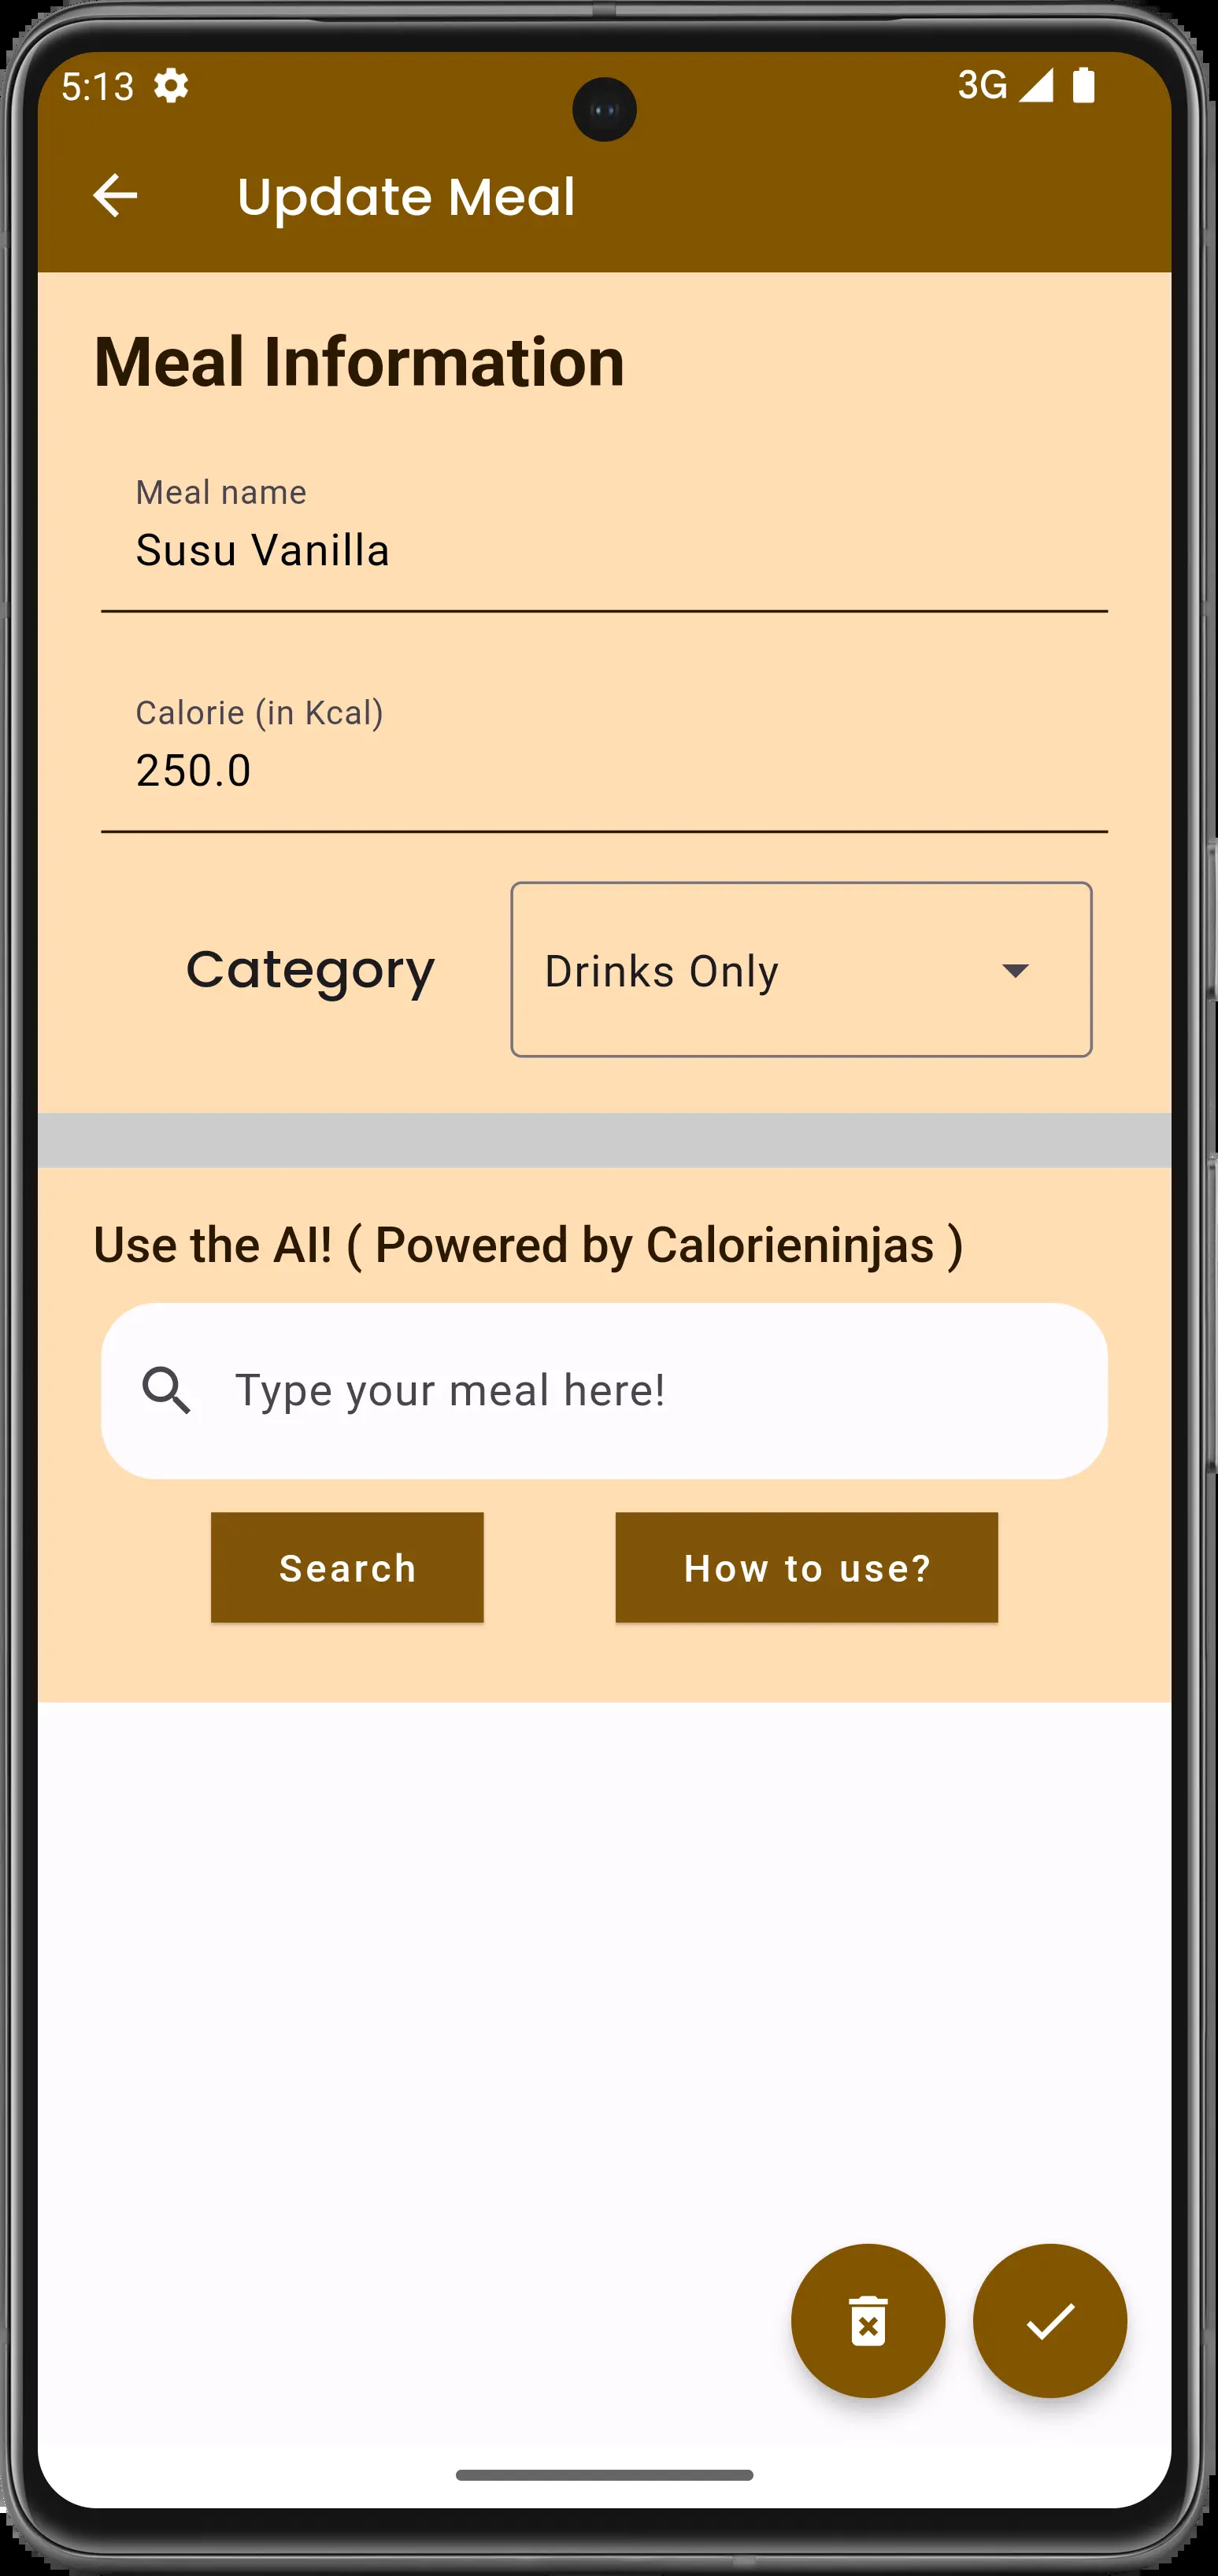 5:13 3G
Update Meal
Meal Information
Meal name
Susu Vanilla
Calorie (in Kcal)
250.0
Category Drinks Only
Use the AI! ( Powered by Calorieninjas )
Type your meal here!
Search How to use?